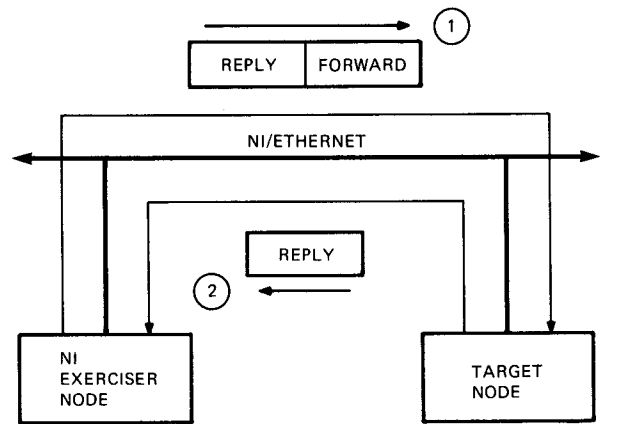 1
REPLY FORWARD
NI/ETHERNET
REPLY
2
NI
EXERCISER
NODE
TARGET
NODE